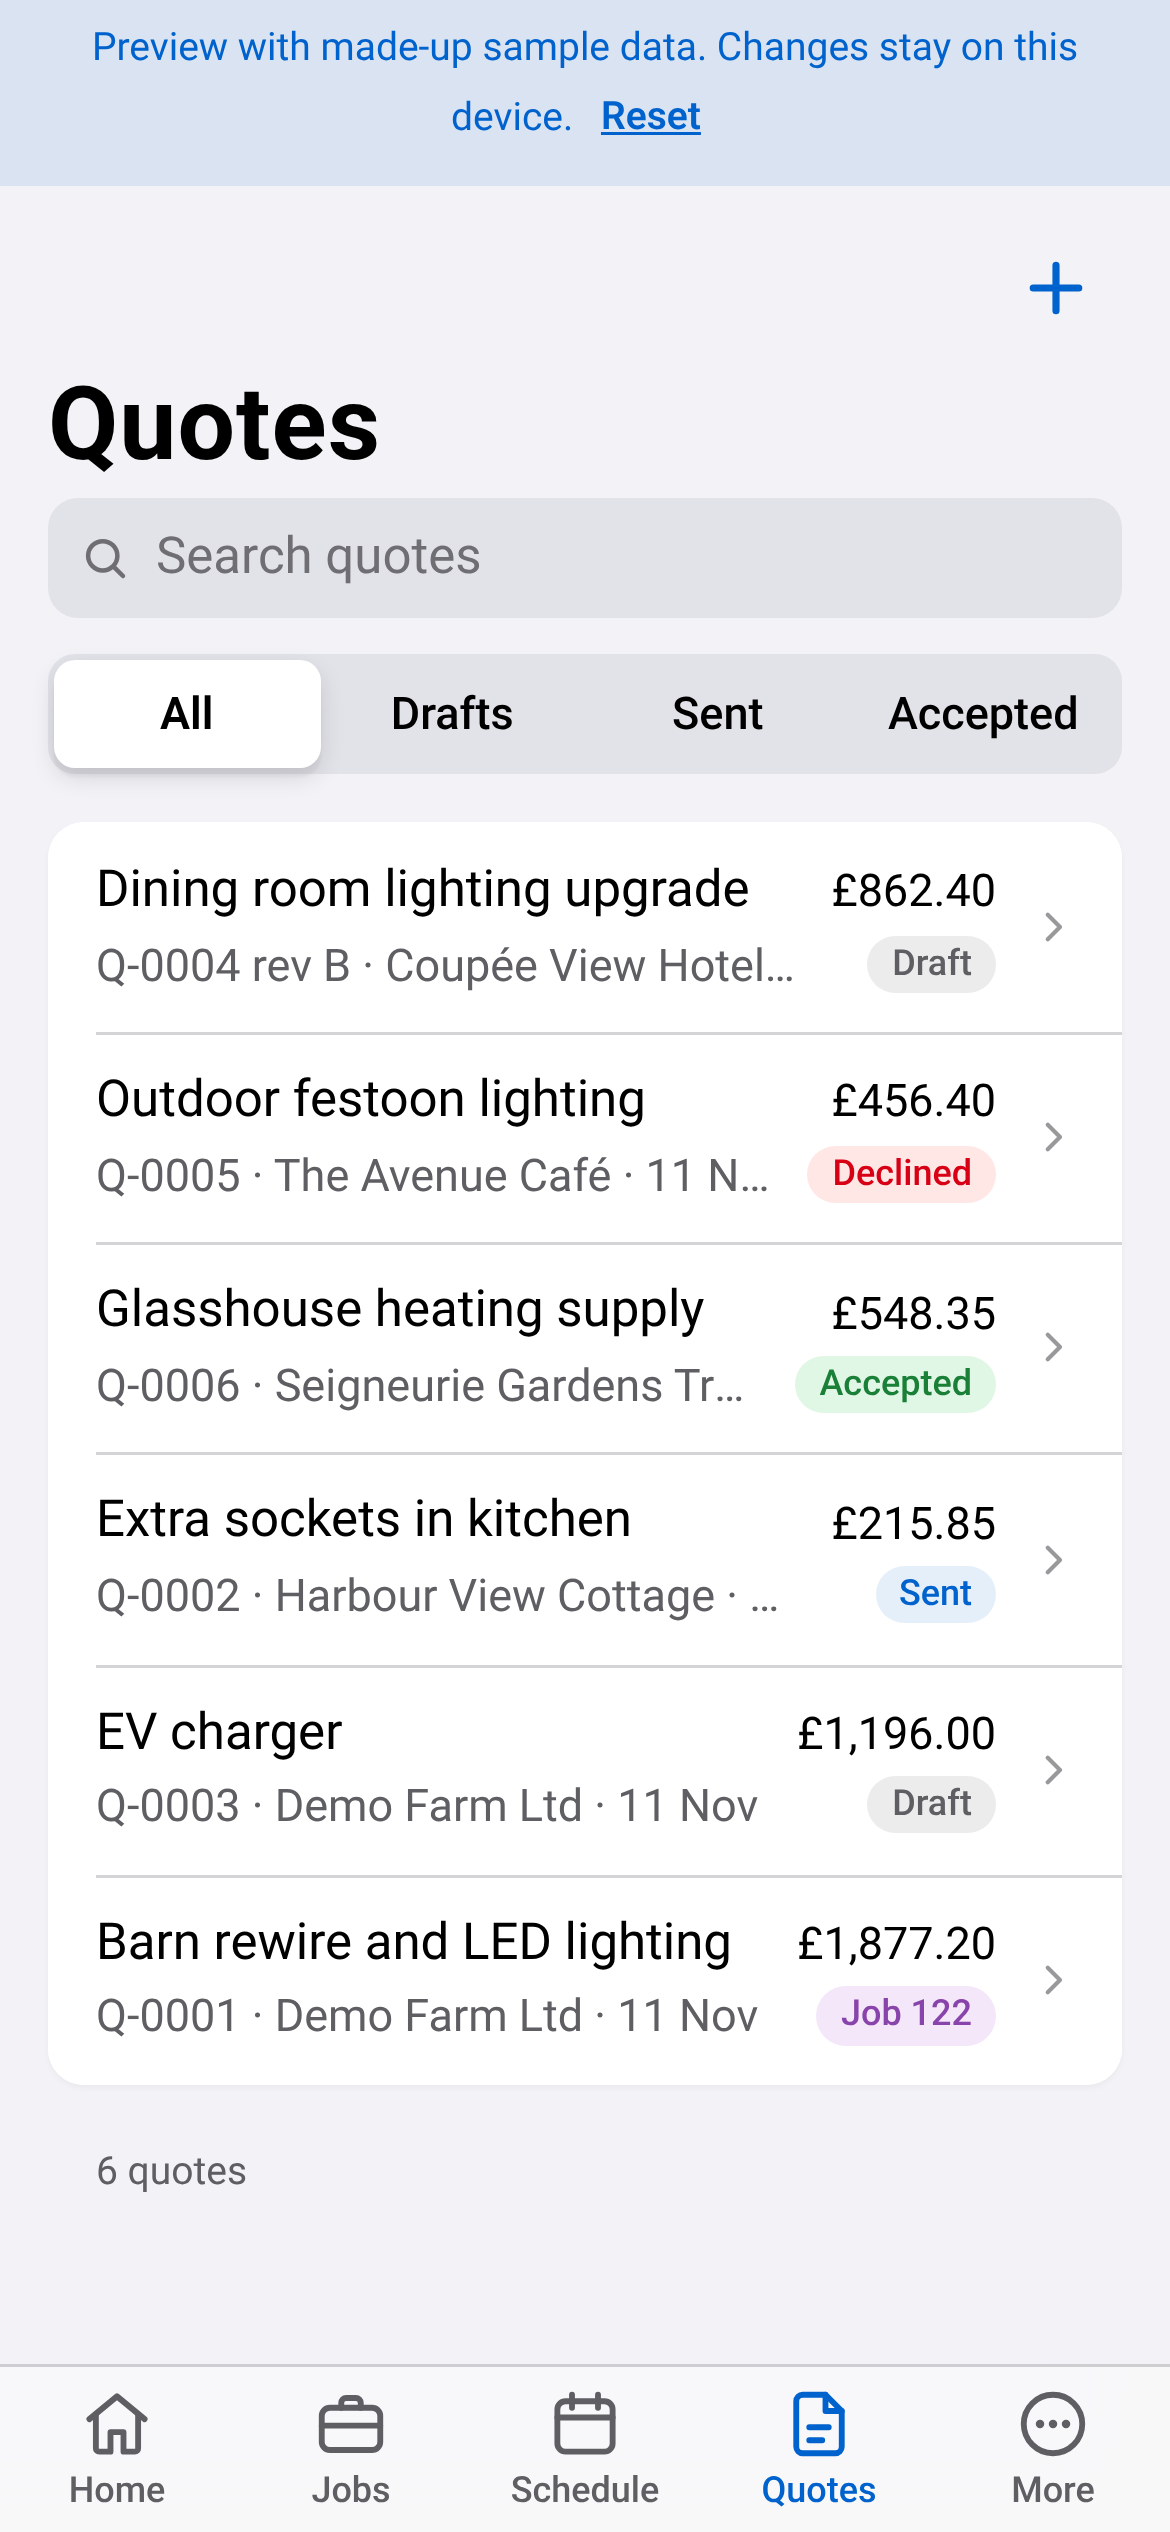 Preview with made-up sample data. Changes stay on this
device. Reset
Quotes
Search quotes
All Drafts Sent Accepted
Dining room lighting upgrade £862.40
Q-0004 rev B · Coupée View Hotel... Draft
Outdoor festoon lighting £456.40
Q-0005 · The Avenue Café · 11 N... Declined
Glasshouse heating supply £548.35
Q-0006 · Seigneurie Gardens Tr... Accepted
Extra sockets in kitchen £215.85
Q-0002 · Harbour View Cottage · ... Sent
EV charger £1,196.00
Q-0003 · Demo Farm Ltd · 11 Nov Draft
Barn rewire and LED lighting £1,877.20
Q-0001 · Demo Farm Ltd · 11 Nov Job 122
6 quotes
Home Jobs Schedule Quotes More